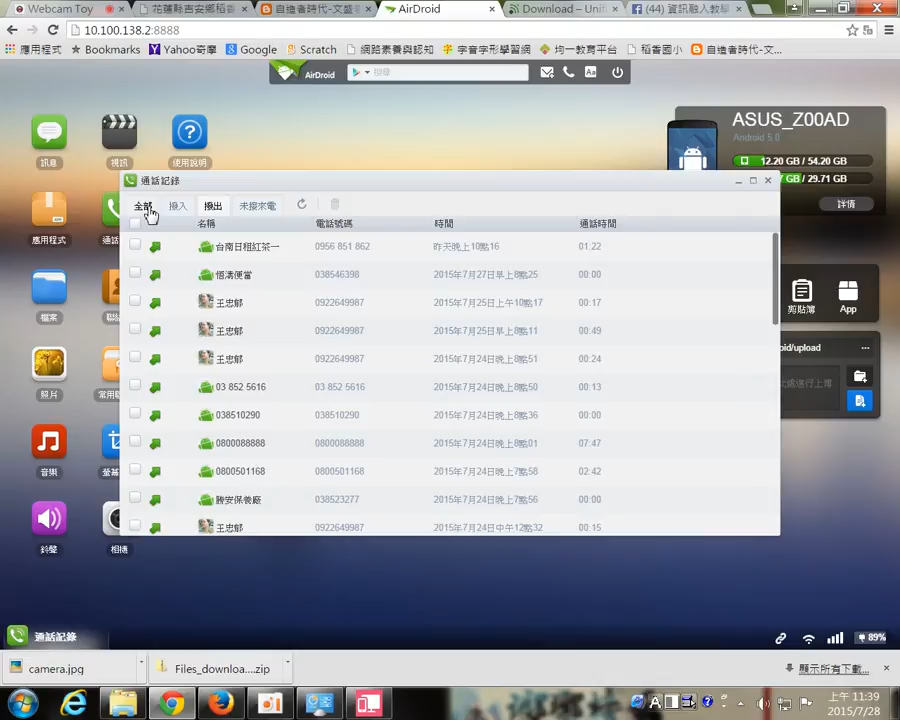 Webcam Toy
花蓮縣吉安鄉稻香
自造者時代-文盛
AirDroid
Download – Unifi
(44) 資訊融入教學
10.100.138.2:8888
應用程式 Bookmarks Yahoo奇摩 Google Scratch 網路素養與認知 字音字形學習網 均一教育平台 稻香國小 自造者時代-文...
AirDroid 搜尋 Aa
ASUS_Z00AD
Android 5.0
12.20 GB / 54.20 GB
GB / 29.71 GB
詳情
訊息 視訊 使用說明
應用程式 通話
檔案
照片 常用
音樂 螢幕
鈴聲 相機
剪貼簿 App
oid/upload ...
通話記錄
全部 撥入 撥出 未接來電
名稱 電話號碼 時間 通話時間
台南日租紅茶一 0956 851 862 昨天晚上10點16 01:22
悟溝便當 038546398 2015年7月27日早上8點25 00:00
王忠郁 0922649987 2015年7月25日上午10點17 00:17
王忠郁 0922649987 2015年7月25日早上8點11 00:49
王忠郁 0922649987 2015年7月24日晚上8點51 00:24
03 852 5616 03 852 5616 2015年7月24日晚上8點50 00:13
038510290 038510290 2015年7月24日晚上8點36 00:00
0800088888 0800088888 2015年7月24日晚上8點01 07:47
0800501168 0800501168 2015年7月24日晚上7點58 02:42
勝安保養廠 038523277 2015年7月24日晚上7點56 00:00
王忠郁 0922649987 2015年7月24日中午12點32 00:15
通話記錄
89%
camera.jpg
Files_downloa....zip
顯示所有下載...
上午 11:39
2015/7/28